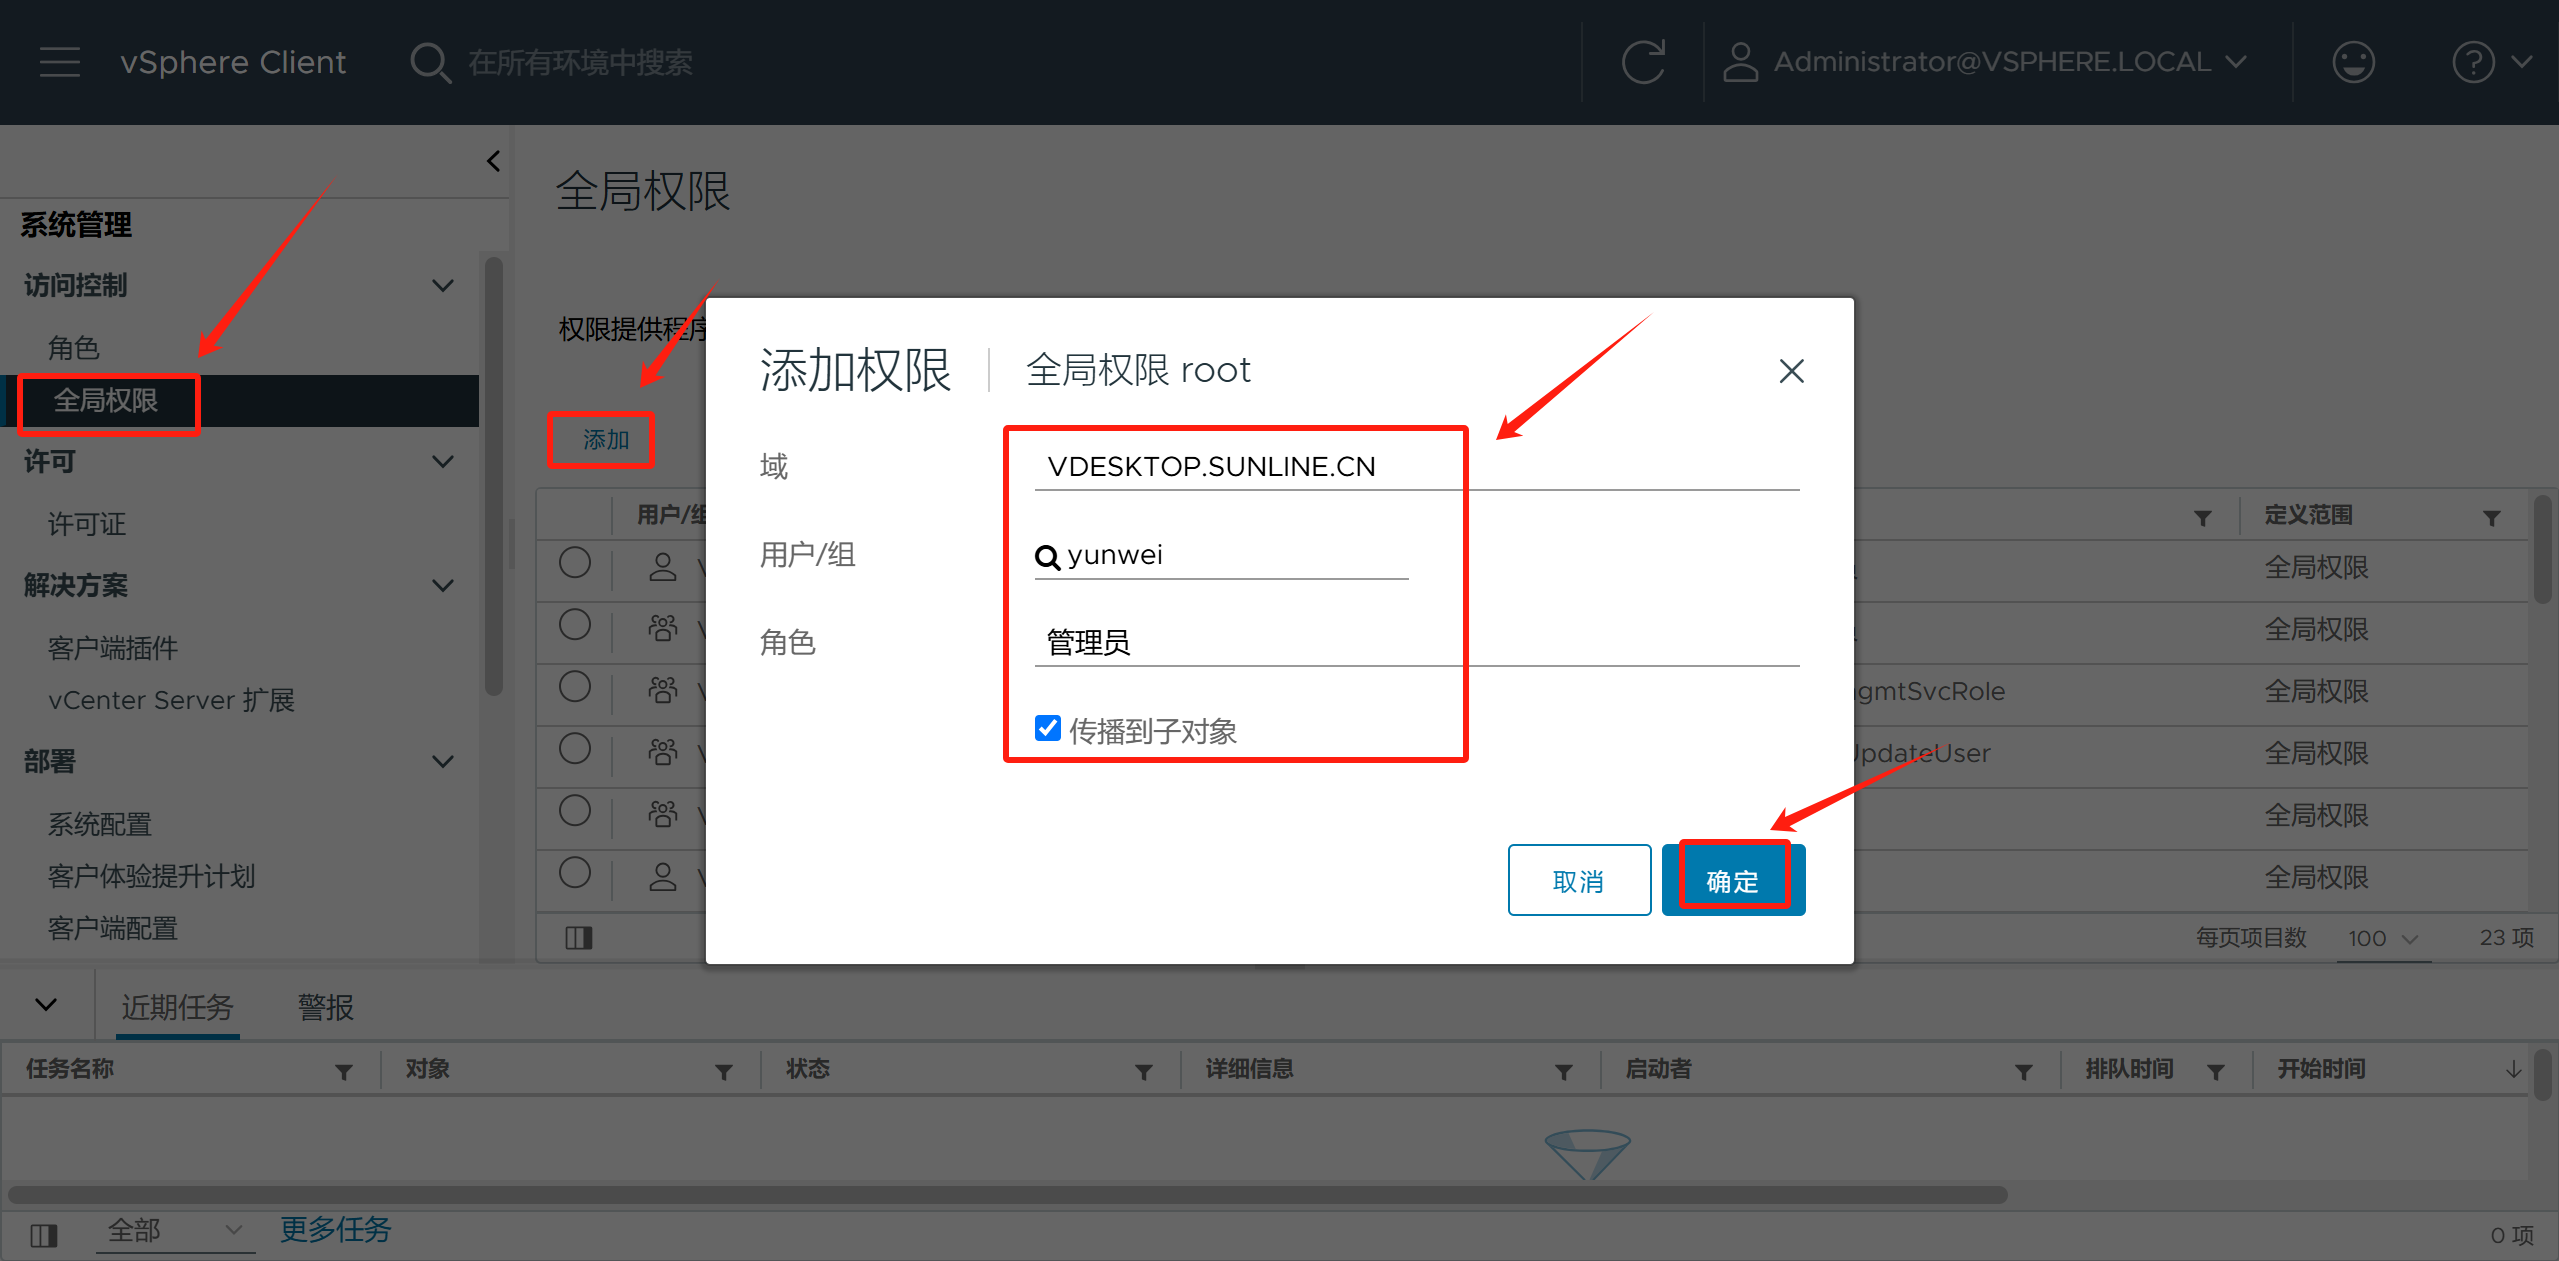 vSphere Client
在所有环境中搜索
Administrator@VSPHERE.LOCAL
系统管理
访问控制
角色
全局权限
许可
许可证
解决方案
客户端插件
vCenter Server 扩展
部署
系统配置
客户体验提升计划
客户端配置
全局权限
权限提供程序
添加
用户/组
定义范围
全局权限
全局权限
gmtSvcRole 全局权限
UpdateUser 全局权限
全局权限
全局权限
每页项目数 100 23 项
添加权限 全局权限 root
域 VDESKTOP.SUNLINE.CN
用户/组 yunwei
角色 管理员
传播到子对象
取消 确定
近期任务 警报
任务名称 对象 状态 详细信息 启动者 排队时间 开始时间
全部 更多任务 0 项